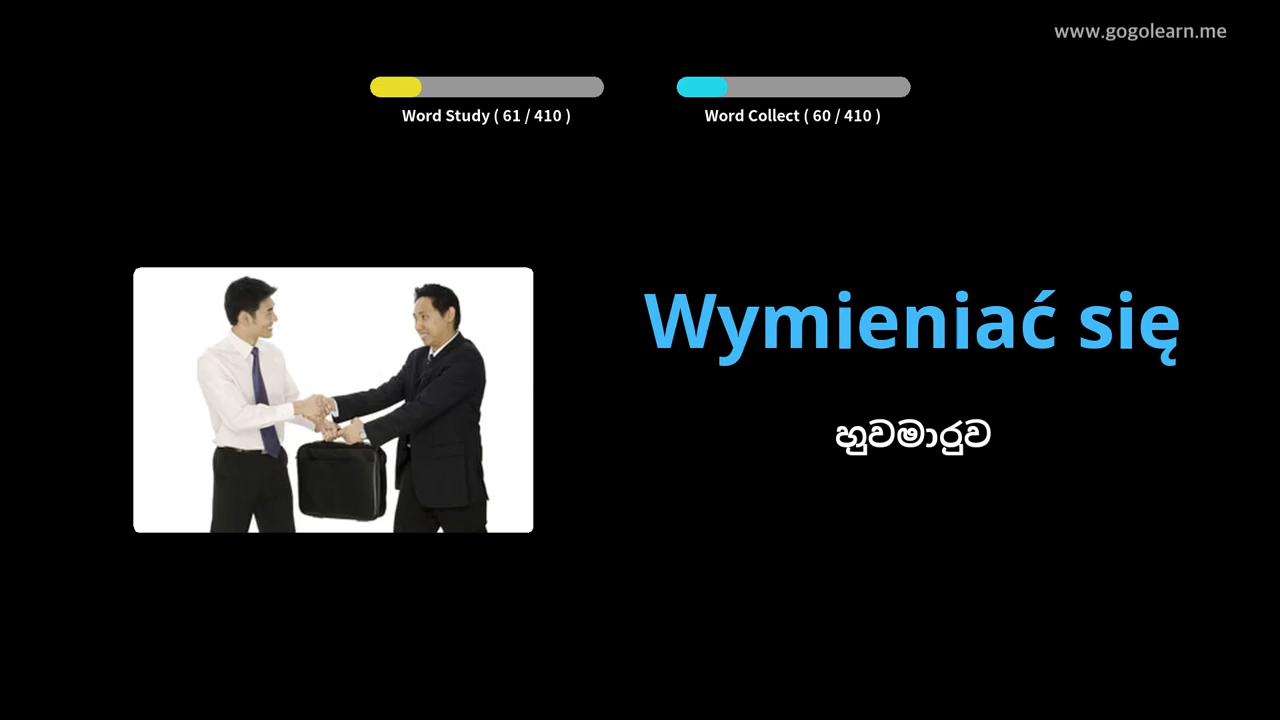 www.gogolearn.me
Word Study ( 61 / 410 )
Word Collect ( 60 / 410 )
Wymieniać się
හුවමාරුව